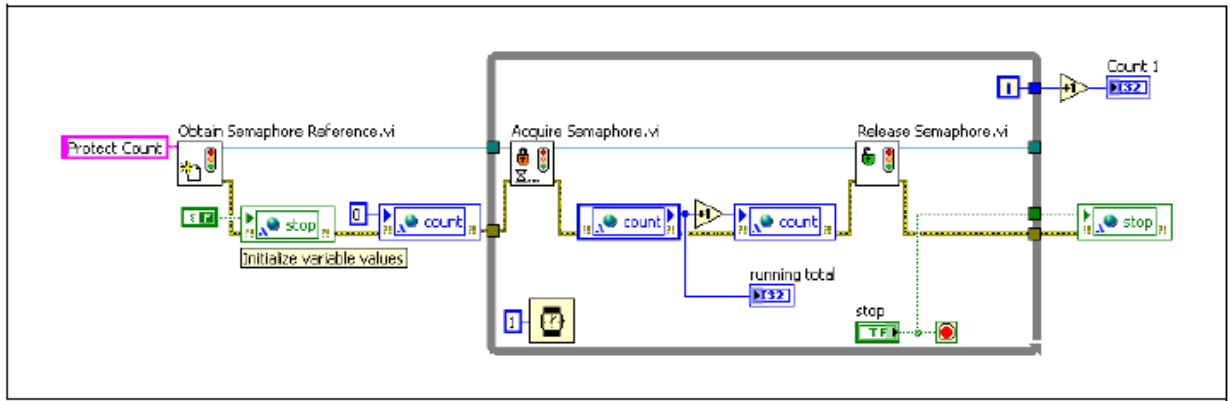 Count 1
I
+1
I32
Obtain Semaphore Reference.vi
Acquire Semaphore.vi
Release Semaphore.vi
Protect Count
F
stop
0
count
count
+1
count
stop
Initialize variable values
running total
I32
1
stop
TF